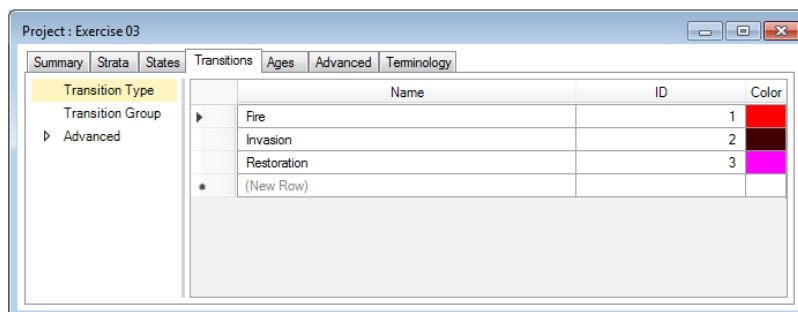 Project : Exercise 03
Summary Strata States Transitions Ages Advanced Terminology
Transition Type
Transition Group
Advanced
Name ID Color
Fire 1
Invasion 2
Restoration 3
(New Row)